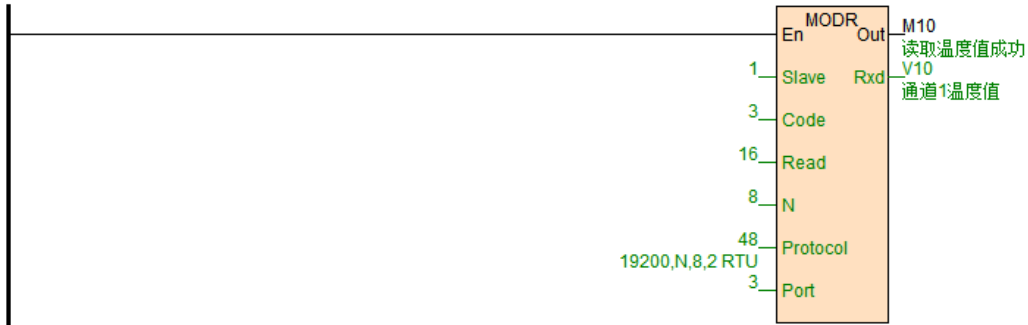 MODR
En
Out
M10
读取温度值成功
1
Slave
Rxd
V10
通道1温度值
3
Code
16
Read
8
N
48
Protocol
19200,N,8,2 RTU
3
Port